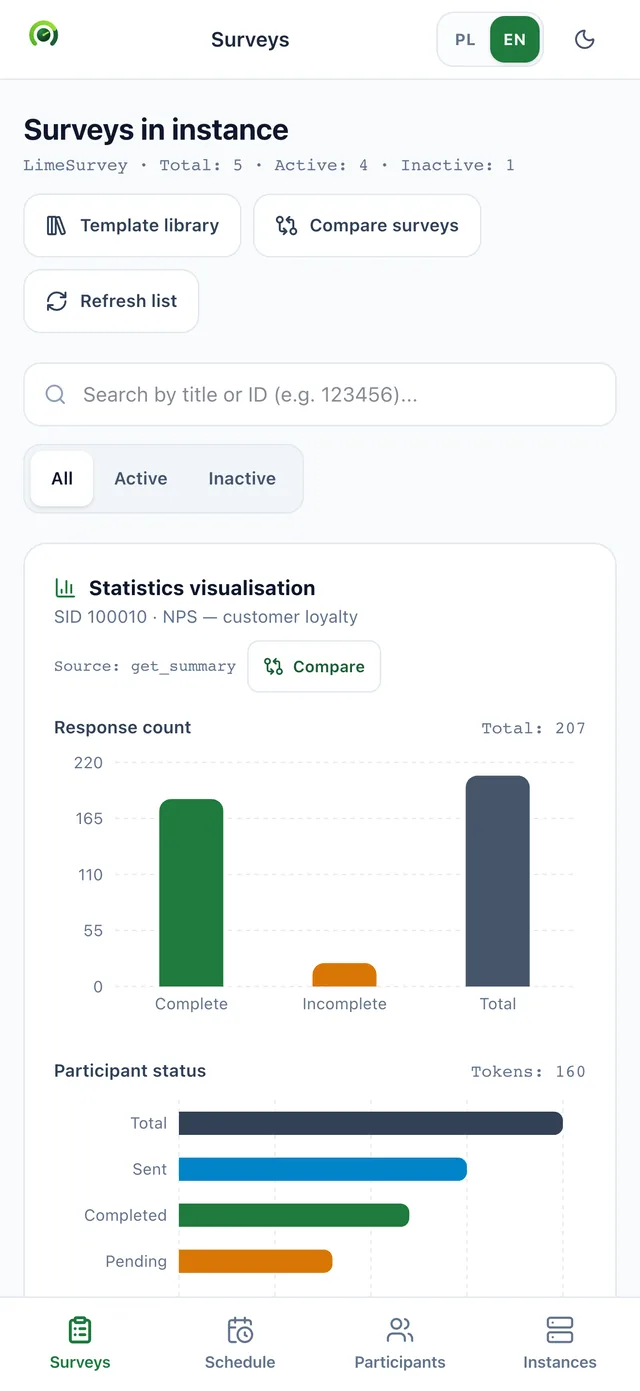 Surveys
PL
EN
Surveys in instance
LimeSurvey • Total: 5 • Active: 4 • Inactive: 1
Template library
Compare surveys
Refresh list
Search by title or ID (e.g. 123456)...
All
Active
Inactive
Statistics visualisation
SID 100010 · NPS — customer loyalty
Source: get_summary
Compare
Response count
Total: 207
220
165
110
55
0
Complete
Incomplete
Total
Participant status
Tokens: 160
Total
Sent
Completed
Pending
Surveys
Schedule
Participants
Instances